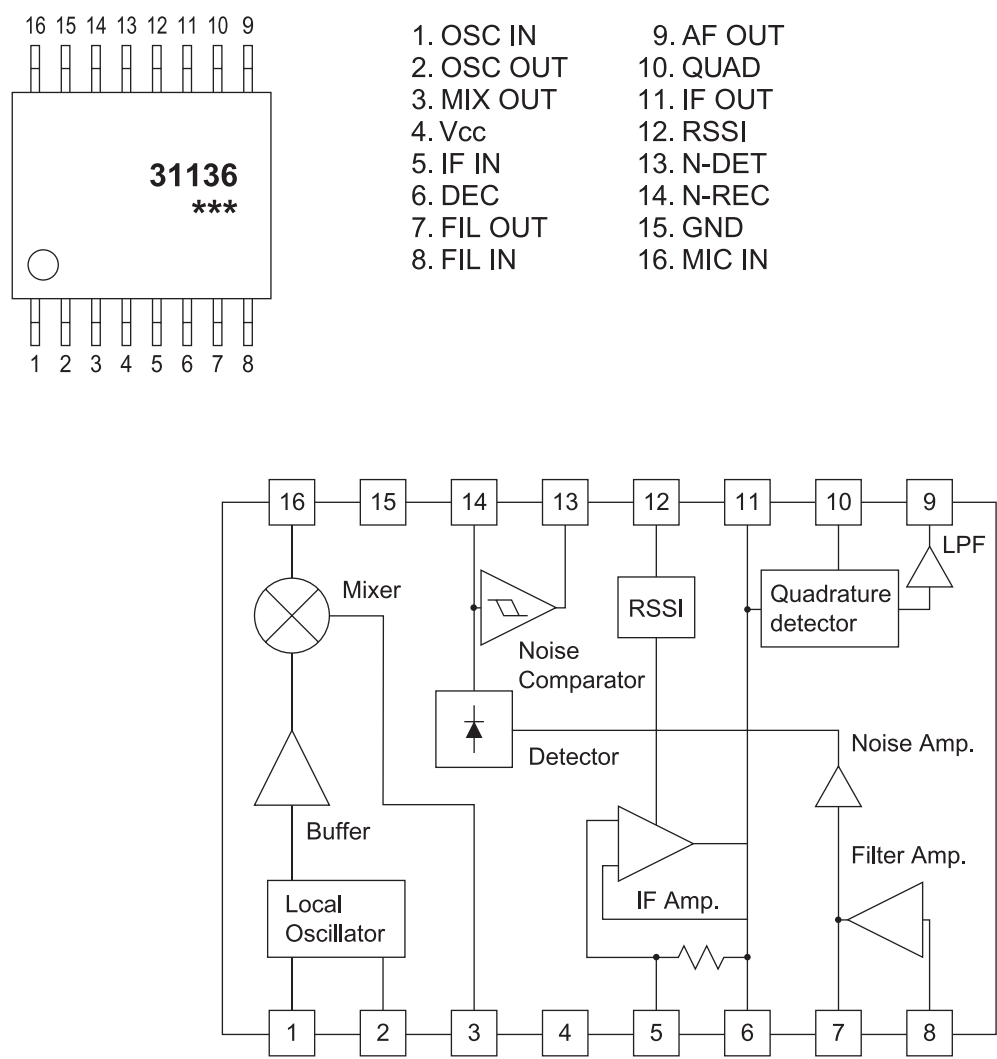 16 15 14 13 12 11 10 9
31136
***
1 2 3 4 5 6 7 8
1. OSC IN
2. OSC OUT
3. MIX OUT
4. Vcc
5. IF IN
6. DEC
7. FIL OUT
8. FIL IN
9. AF OUT
10. QUAD
11. IF OUT
12. RSSI
13. N-DET
14. N-REC
15. GND
16. MIC IN
16 15 14 13 12 11 10 9
LPF
Mixer
RSSI
Quadrature
detector
Noise
Comparator
Detector
Noise Amp.
Buffer
Filter Amp.
IF Amp.
Local
Oscillator
1 2 3 4 5 6 7 8